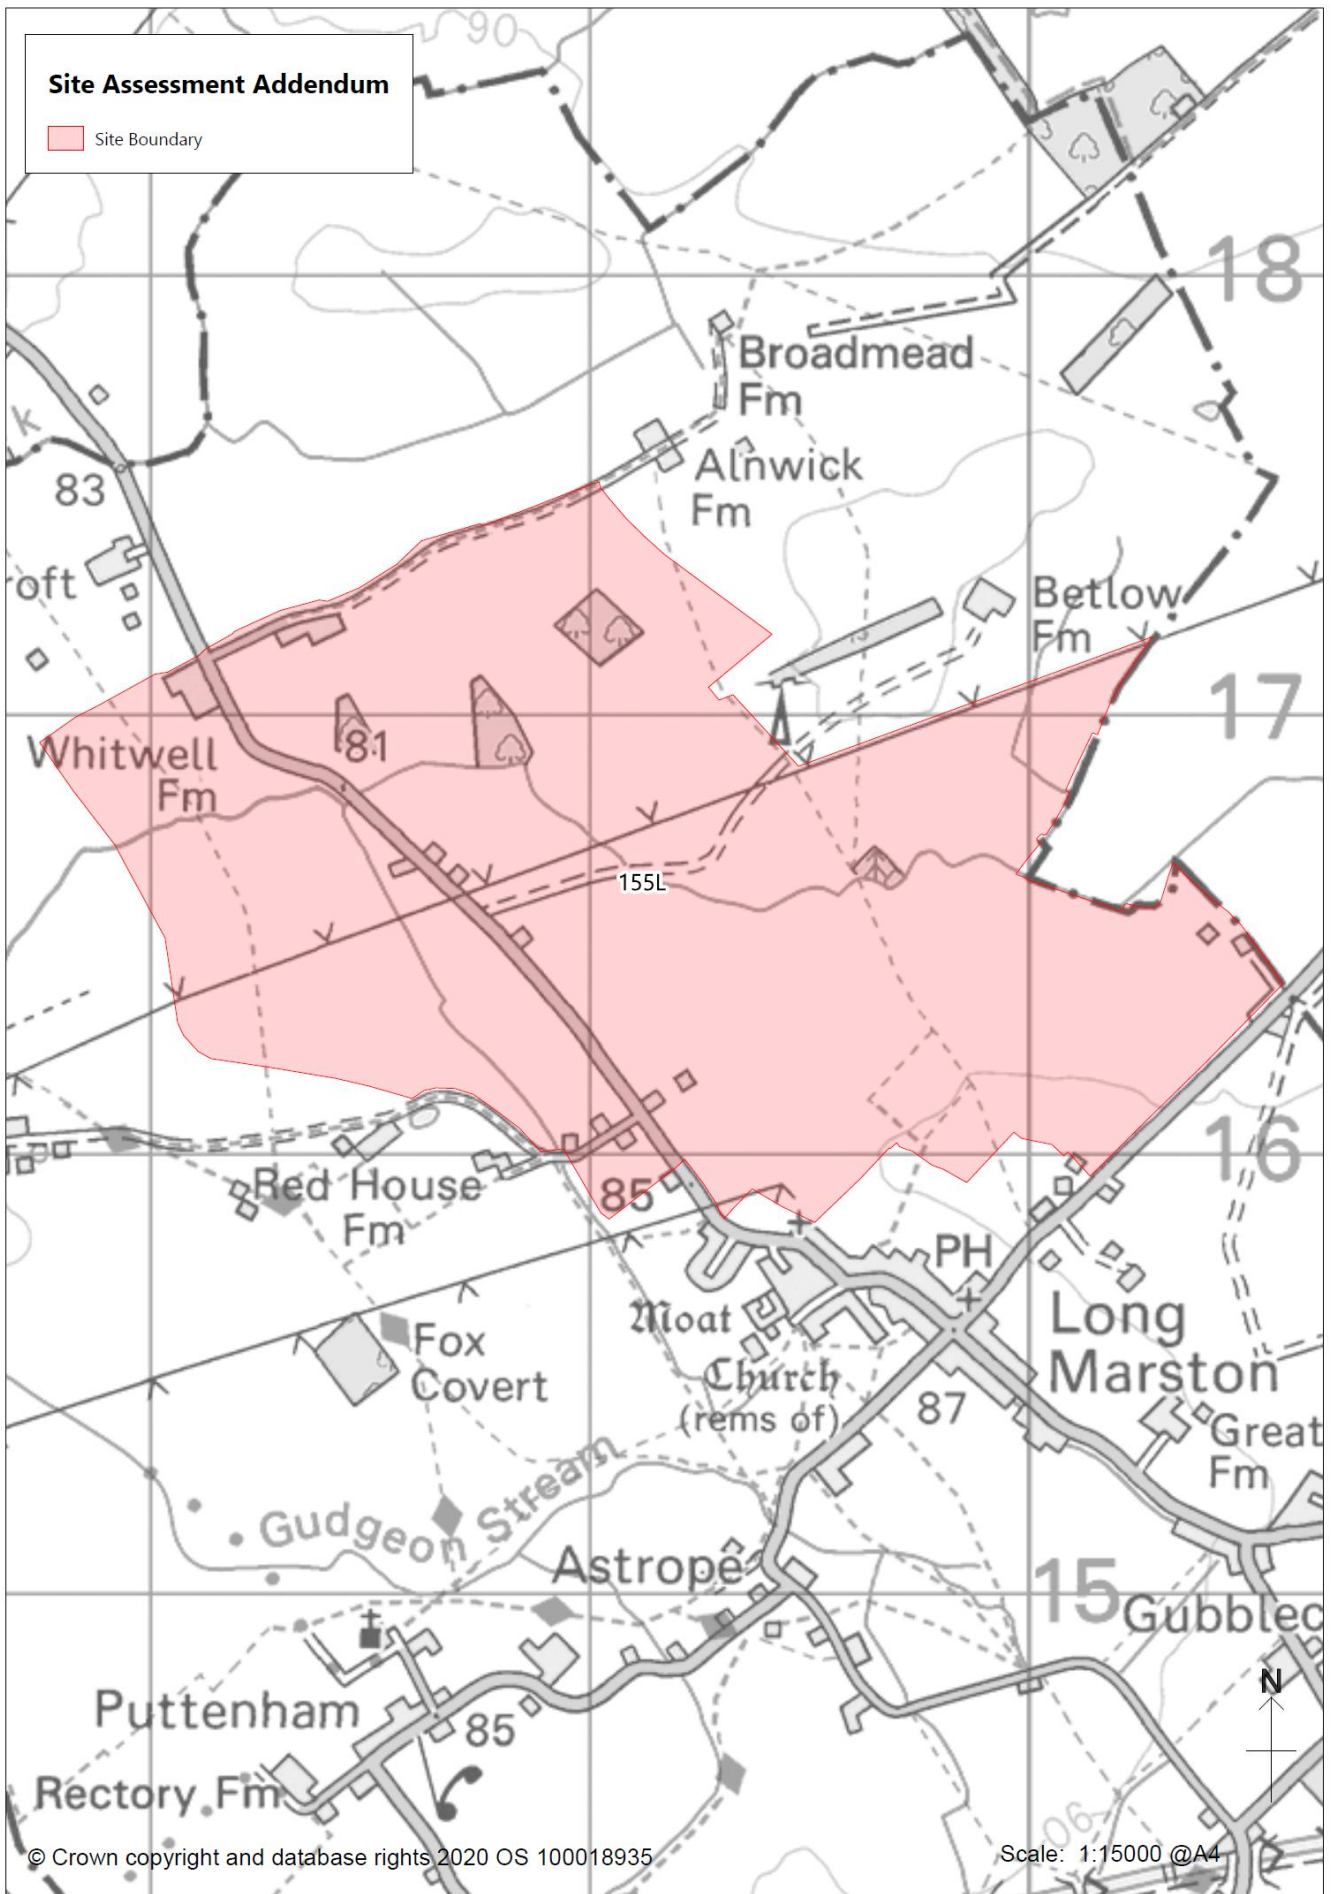 90
Site Assessment Addendum
Site Boundary
18
Broadmead
Fm
k
83
Alnwick
Fm
oft
Betlow
Fm
17
Whitwell
Fm
81
155L
16
Red House
Fm
85
PH
Moat
Long
Marston
Fox
Covert
Church
(rems of)
87
Great
Fm
Gudgeon Stream
Astrope
15
Gubblec
N
Puttenham
85
Rectory Fm
90
© Crown copyright and database rights 2020 OS 100018935
Scale: 1:15000 @A4